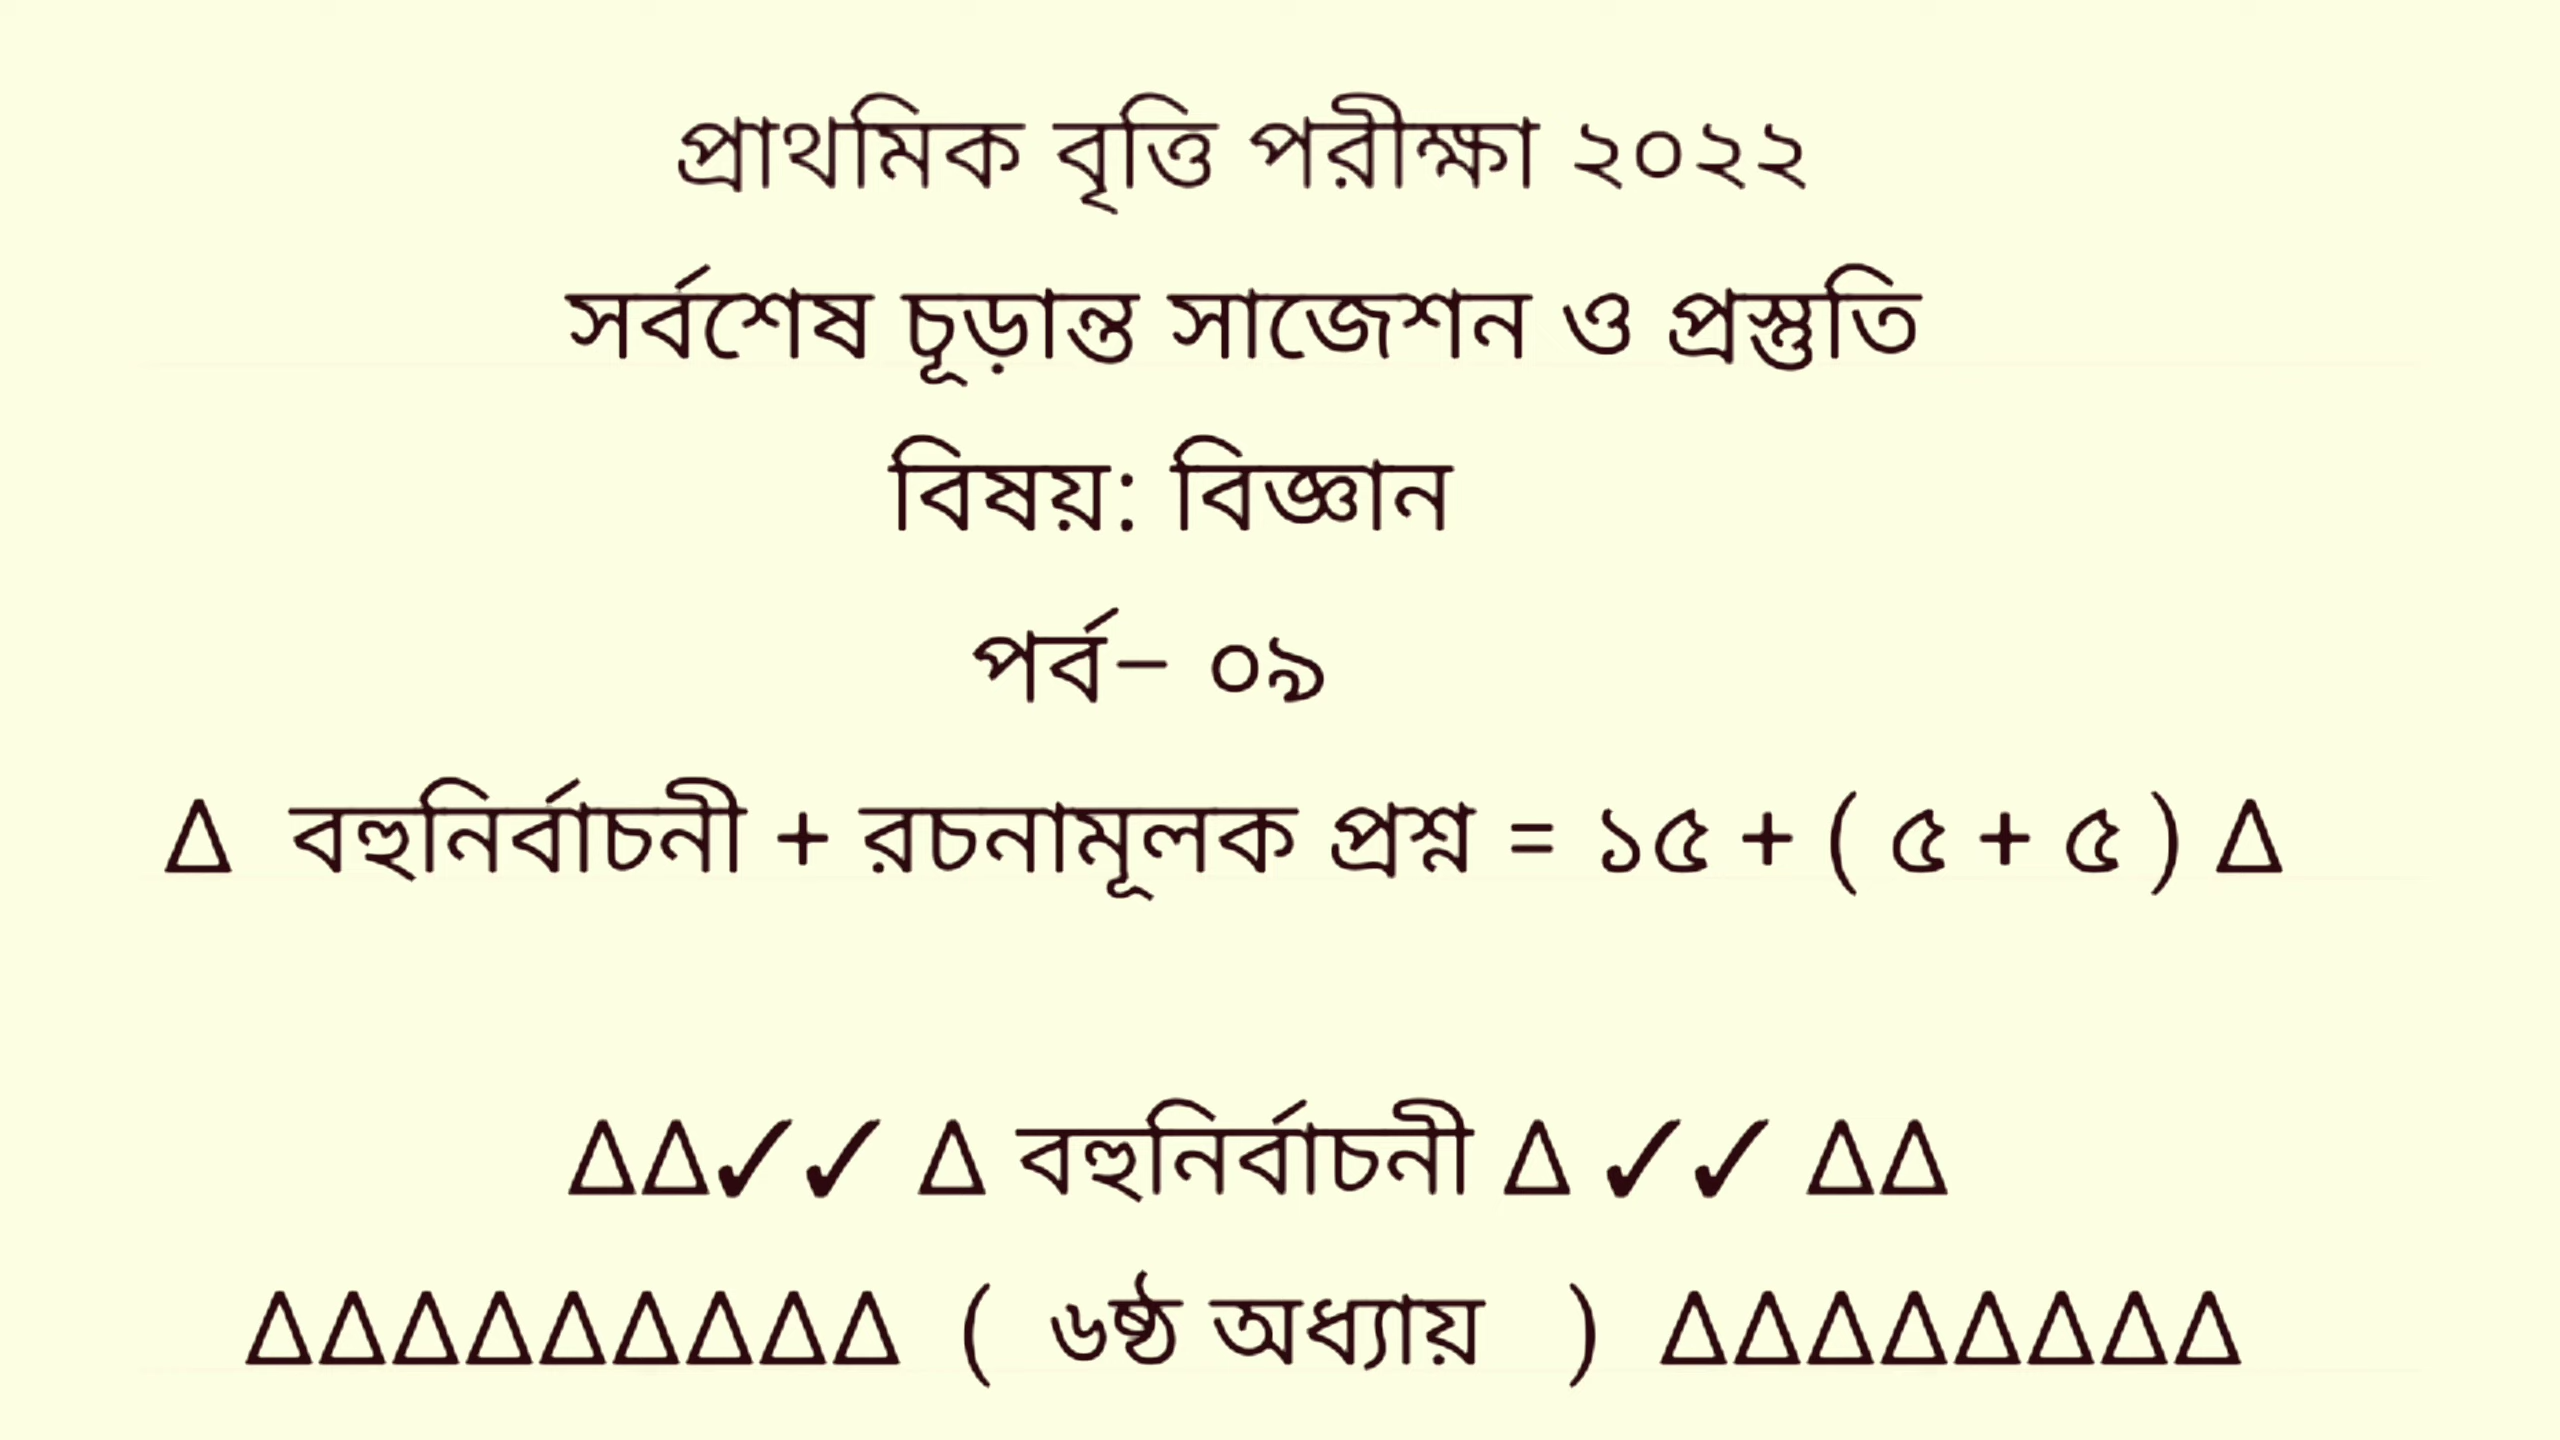 প্রাথমিক বৃত্তি পরীক্ষা ২০২২
সর্বশেষ চূড়ান্ত সাজেশন ও প্রস্তুতি
বিষয়: বিজ্ঞান
পর্ব– ০৯
∆ বহুনির্বাচনী + রচনামূলক প্রশ্ন = ১৫ + ( ৫ + ৫ ) ∆
∆∆✓✓ ∆ বহুনির্বাচনী ∆ ✓✓ ∆∆
∆∆∆∆∆∆∆∆∆ ( ৬ষ্ঠ অধ্যায় ) ∆∆∆∆∆∆∆∆